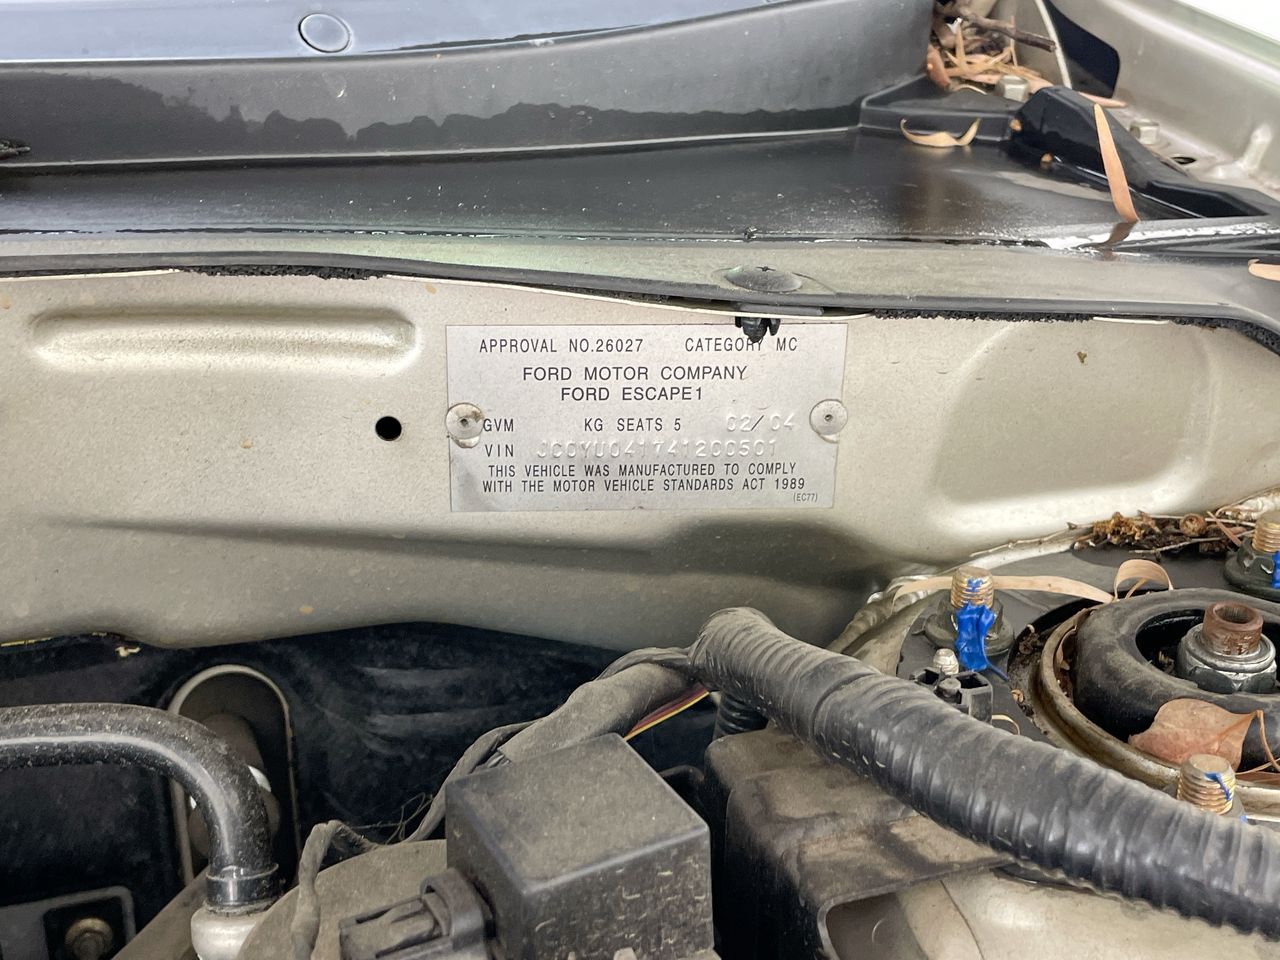 APPROVAL NO.26027 CATEGORY MC
FORD MOTOR COMPANY
FORD ESCAPE1
GVM KG SEATS 5 02/04
VIN JC0YU041741200501
THIS VEHICLE WAS MANUFACTURED TO COMPLY
WITH THE MOTOR VEHICLE STANDARDS ACT 1989
(EC77)